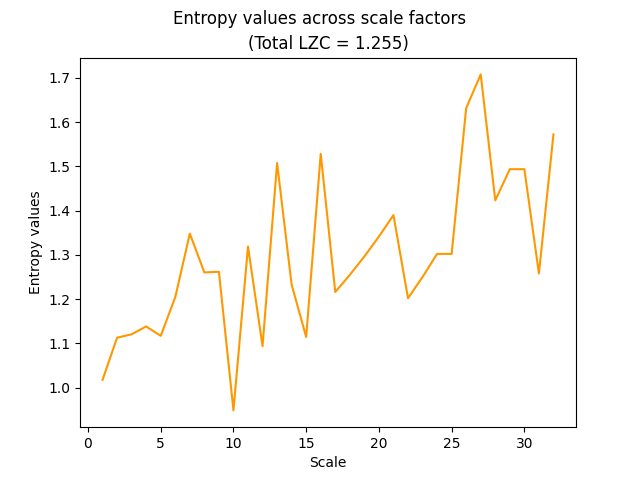 Entropy values across scale factors
(Total LZC = 1.255)
1.7
1.6
1.5
1.4
1.3
1.2
1.1
1.0
Entropy values
0 5 10 15 20 25 30
Scale